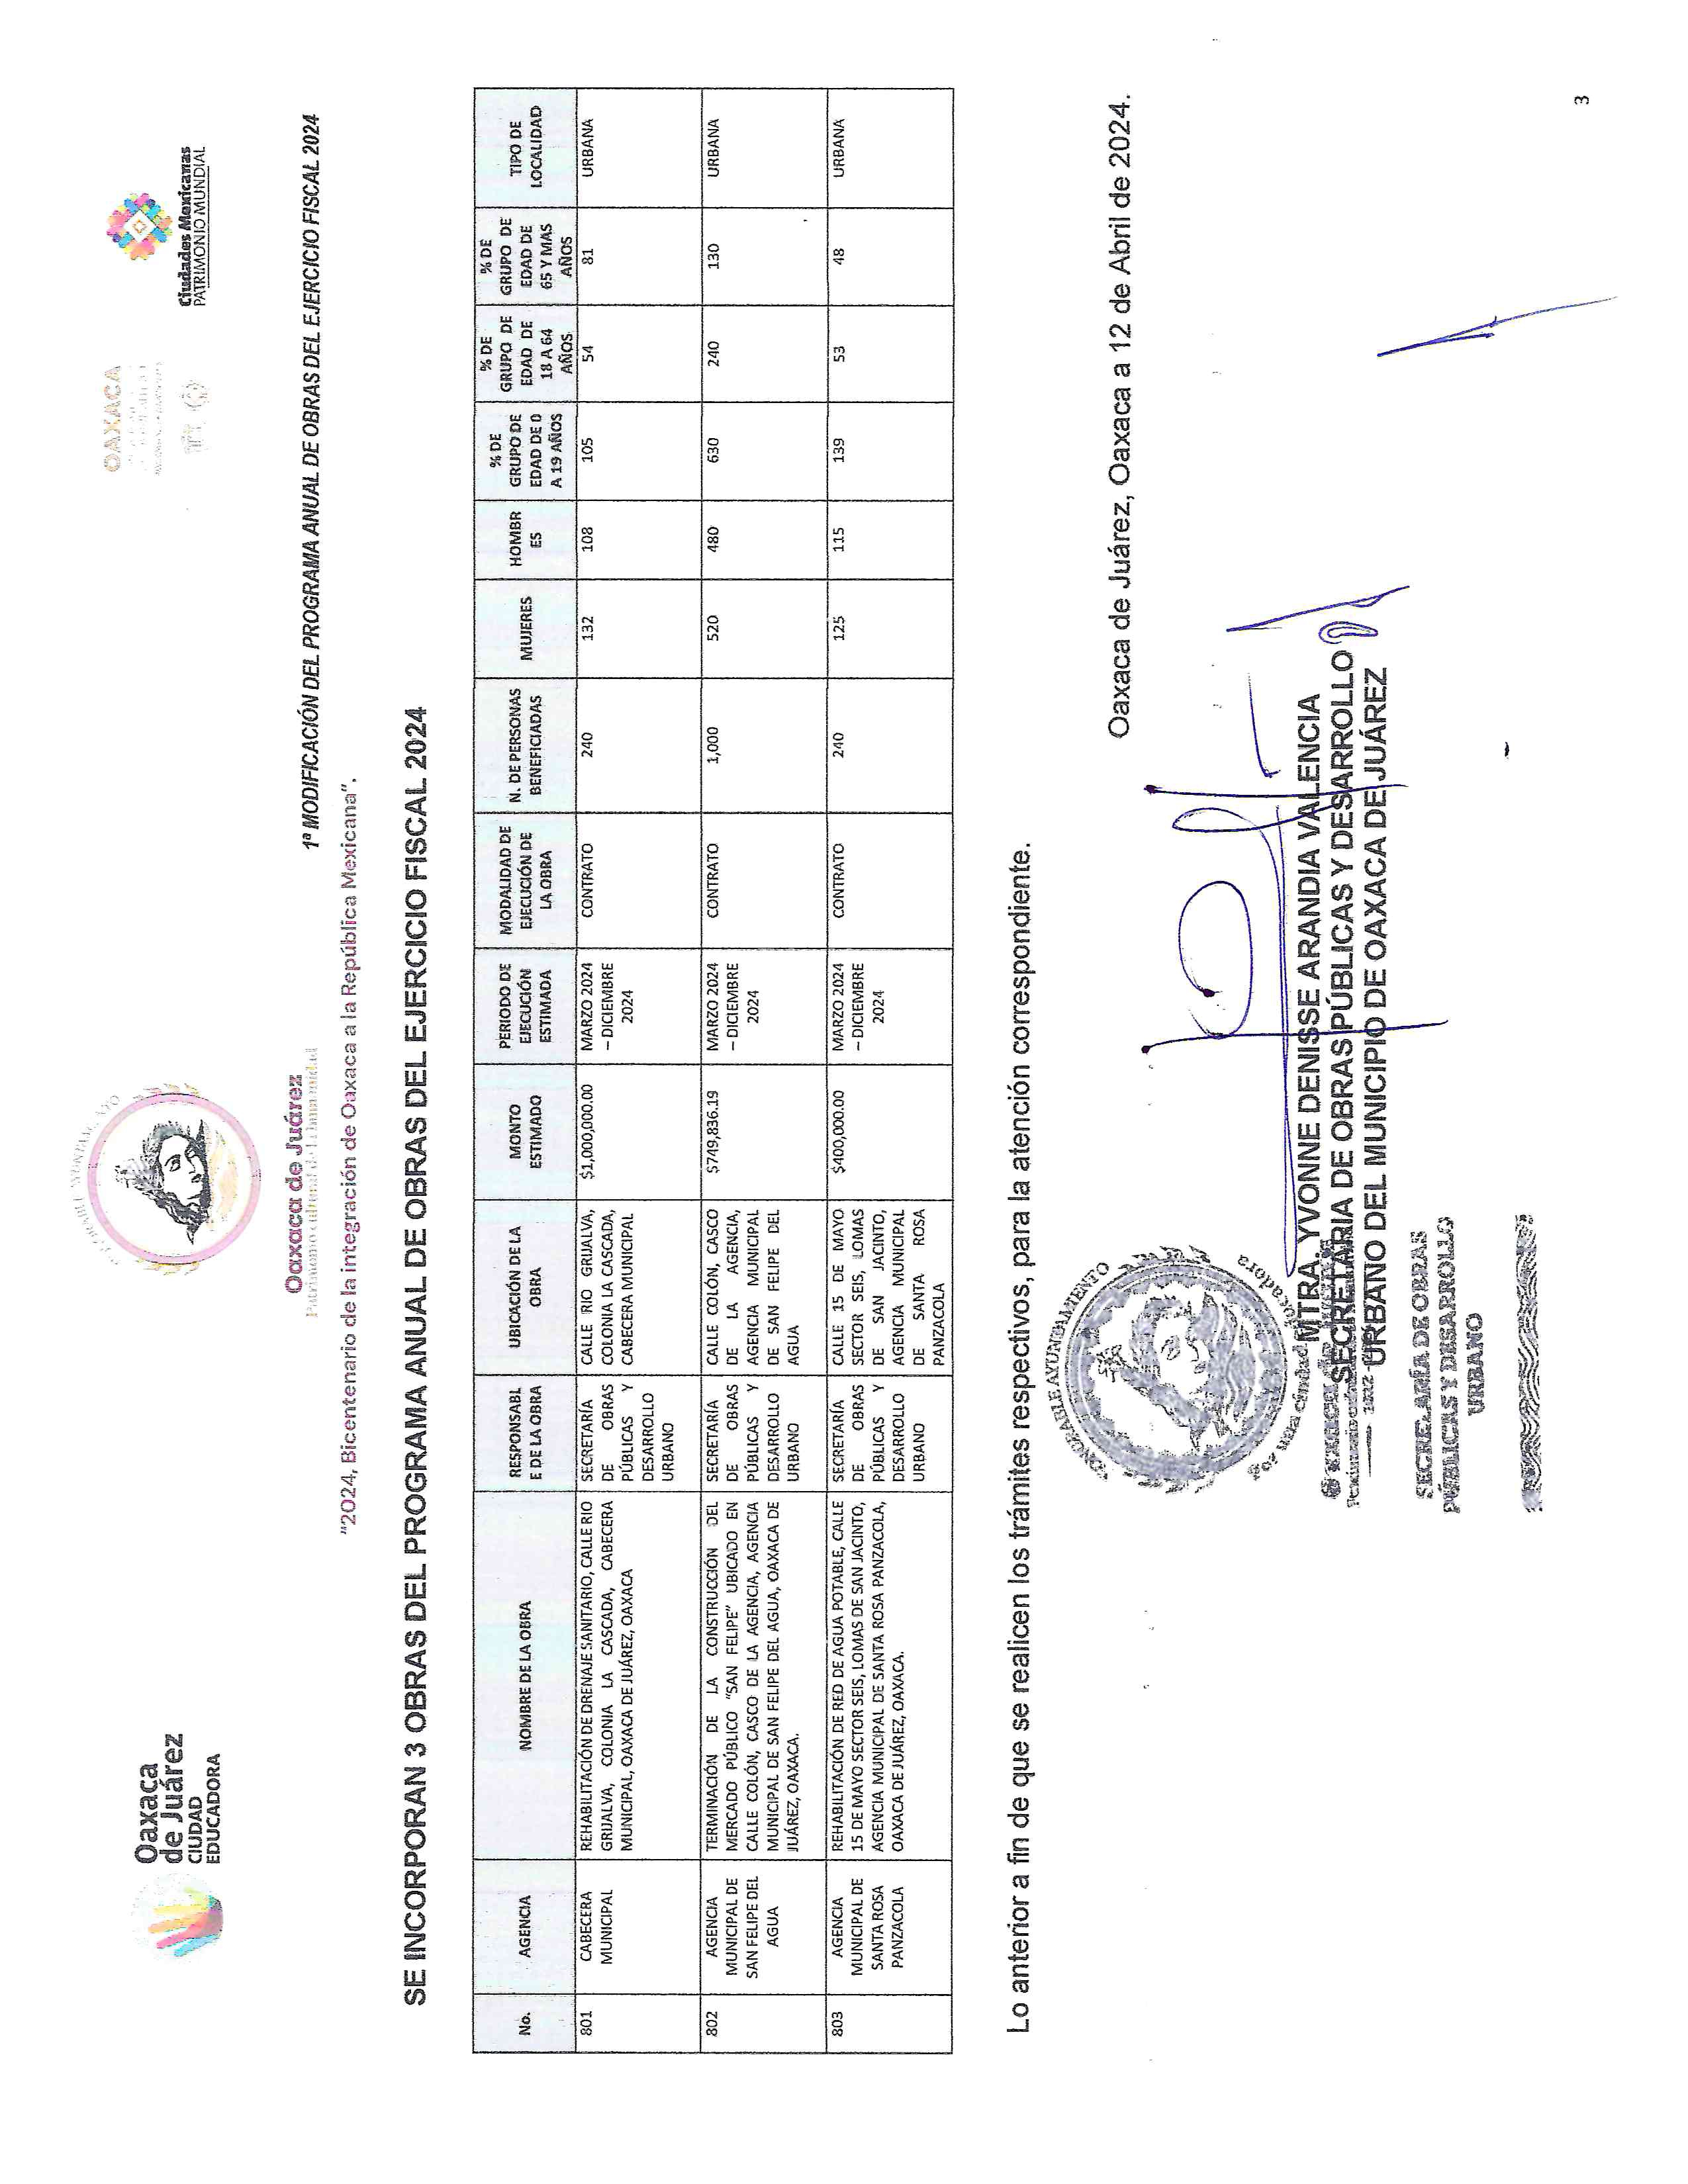 Oaxaca
de Juárez
CIUDAD
EDUCADORA
Oaxaca de Juárez
OAXACA
Ciudades Mexicanas
PATRIMONIO MUNDIAL
1ª MODIFICACIÓN DEL PROGRAMA ANUAL DE OBRAS DEL EJERCICIO FISCAL 2024
"2024, Bicentenario de la integración de Oaxaca a la República Mexicana".
SE INCORPORAN 3 OBRAS DEL PROGRAMA ANUAL DE OBRAS DEL EJERCICIO FISCAL 2024
No.
AGENCIA
NOMBRE DE LA OBRA
RESPONSABL
E DE LA OBRA
UBICACIÓN DE LA
OBRA
MONTO
ESTIMADO
PERIODO DE
EJECUCIÓN
ESTIMADA
MODALIDAD DE
EJECUCIÓN DE
LA OBRA
N. DE PERSONAS
BENEFICIADAS
MUJERES
HOMBR
ES
% DE
GRUPO DE
EDAD DE 0
A 19 AÑOS
% DE
GRUPO DE
EDAD DE
18 A 64
AÑOS
% DE
GRUPO DE
EDAD DE
65 Y MAS
AÑOS
TIPO DE
LOCALIDAD
801
CABECERA
MUNICIPAL
REHABILITACIÓN DE DRENAJE SANITARIO, CALLE RIO
GRIJALVA, COLONIA LA CASCADA, CABECERA
MUNICIPAL, OAXACA DE JUÁREZ, OAXACA
SECRETARÍA
DE OBRAS
PÚBLICAS Y
DESARROLLO
URBANO
CALLE RIO GRIJALVA,
COLONIA LA CASCADA,
CABECERA MUNICIPAL
$1,000,000.00
MARZO 2024
– DICIEMBRE
2024
CONTRATO
240
132
108
105
54
81
URBANA
802
AGENCIA
MUNICIPAL DE
SAN FELIPE DEL
AGUA
TERMINACIÓN DE LA CONSTRUCCIÓN DEL
MERCADO PÚBLICO "SAN FELIPE" UBICADO EN
CALLE COLÓN, CASCO DE LA AGENCIA, AGENCIA
MUNICIPAL DE SAN FELIPE DEL AGUA, OAXACA DE
JUÁREZ, OAXACA.
SECRETARÍA
DE OBRAS
PÚBLICAS Y
DESARROLLO
URBANO
CALLE COLÓN, CASCO
DE LA AGENCIA,
AGENCIA MUNICIPAL
DE SAN FELIPE DEL
AGUA
$749,836.19
MARZO 2024
– DICIEMBRE
2024
CONTRATO
1,000
520
480
630
240
130
URBANA
803
AGENCIA
MUNICIPAL DE
SANTA ROSA
PANZACOLA
REHABILITACIÓN DE RED DE AGUA POTABLE, CALLE
15 DE MAYO SECTOR SEIS, LOMAS DE SAN JACINTO,
AGENCIA MUNICIPAL DE SANTA ROSA PANZACOLA,
OAXACA DE JUÁREZ, OAXACA.
SECRETARÍA
DE OBRAS
PÚBLICAS Y
DESARROLLO
URBANO
CALLE 15 DE MAYO
SECTOR SEIS, LOMAS
DE SAN JACINTO,
AGENCIA MUNICIPAL
DE SANTA ROSA
PANZACOLA
$400,000.00
MARZO 2024
– DICIEMBRE
2024
CONTRATO
240
125
115
139
53
48
URBANA
Lo anterior a fin de que se realicen los trámites respectivos, para la atención correspondiente.
Oaxaca de Juárez, Oaxaca a 12 de Abril de 2024.
MTRA. YVONNE DENISSE ARANDIA VALENCIA
SECRETARIA DE OBRAS PÚBLICAS Y DESARROLLO
URBANO DEL MUNICIPIO DE OAXACA DE JUÁREZ
SECRETARÍA DE OBRAS
PÚBLICAS Y DESARROLLO
URBANO
3